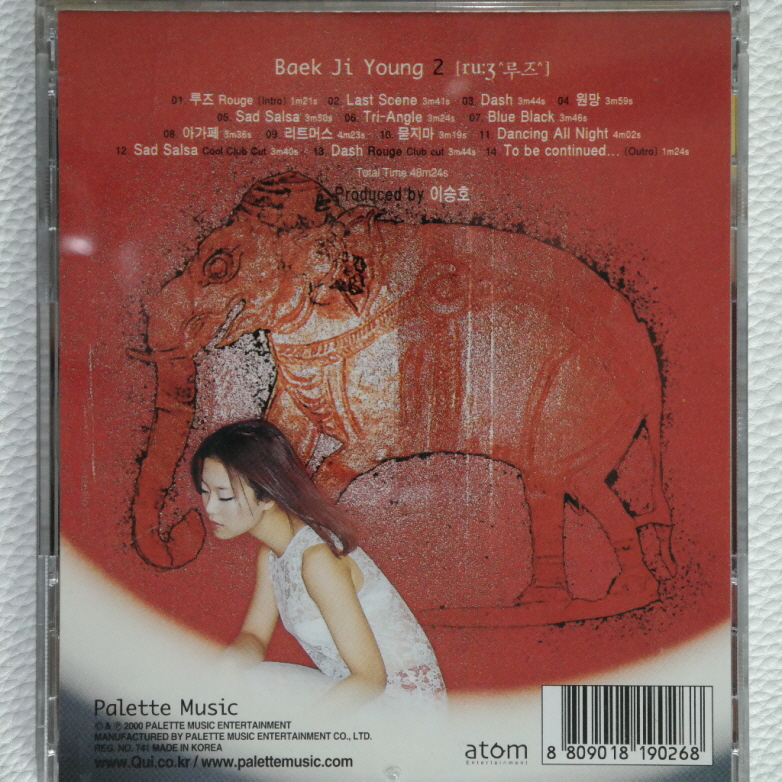 Baek Ji Young 2 [ru:ʒ^루즈^]
01. 루즈 Rouge (Intro) 1m21s 02. Last Scene 3m41s 03. Dash 3m44s 04. 원망 3m59s
05. Sad Salsa 3m50s 06. Tri-Angle 3m24s 07. Blue Black 3m46s
08. 아가페 3m36s 09. 리트머스 4m23s 10. 묻지마 3m19s 11. Dancing All Night 4m02s
12. Sad Salsa Cool Club Cut 3m40s 13. Dash Rouge Club cut 3m44s 14. To be continued... (Outro) 1m24s
Total Time 48m24s
Produced by 이승호
Palette Music
© & ℗ 2000 PALETTE MUSIC ENTERTAINMENT
MANUFACTURED BY PALETTE MUSIC ENTERTAINMENT CO., LTD.
REG. NO. 741 MADE IN KOREA
www.Qui.co.kr / www.palettemusic.com
atom
Entertainment
8 809018 190268